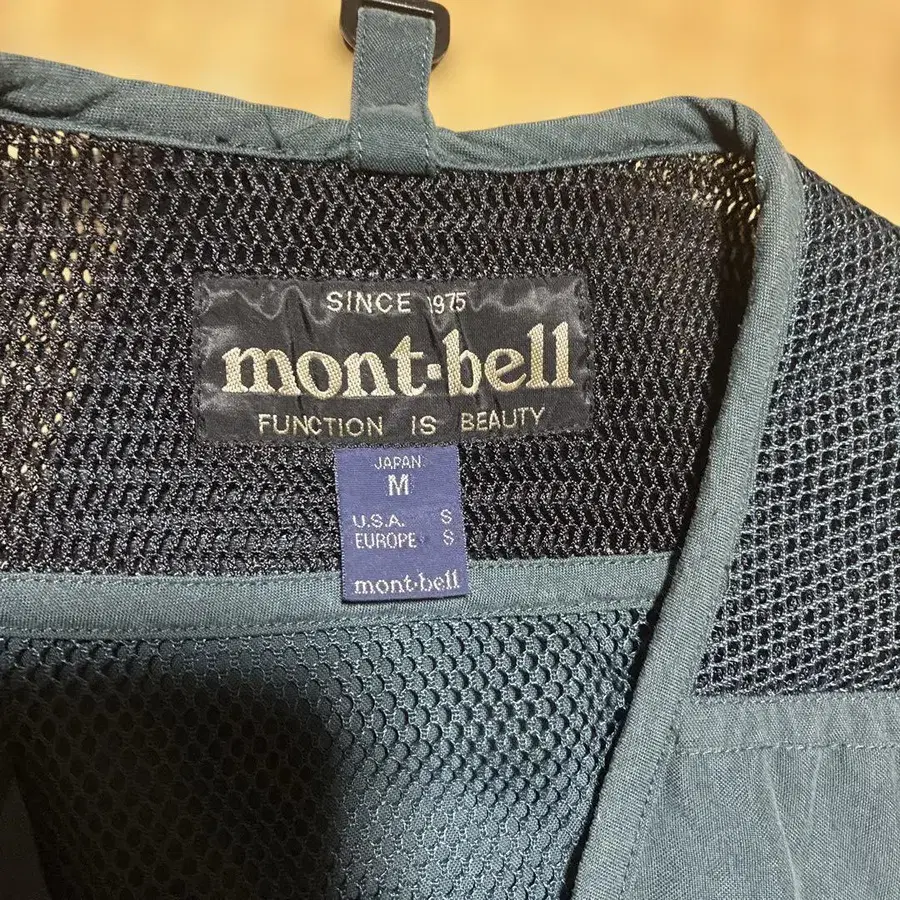 SINCE 1975
mont-bell
FUNCTION IS BEAUTY
JAPAN
M
U.S.A. S
EUROPE S
mont-bell